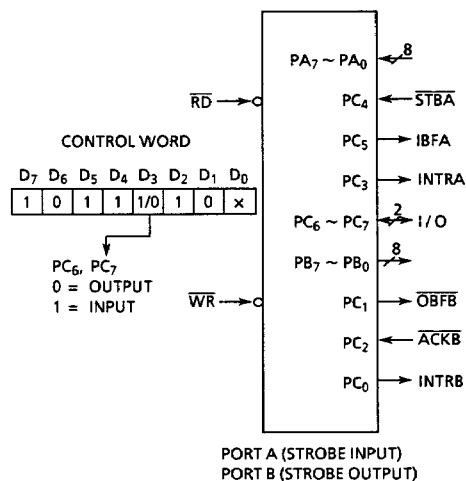 PA7 ~ PA0
8
RD
PC4
STBA
CONTROL WORD
PC5
IBFA
D7 D6 D5 D4 D3 D2 D1 D0
PC3
INTRA
1 0 1 1 1/0 1 0 ×
PC6 ~ PC7
2
I/O
PC6, PC7
0 = OUTPUT
1 = INPUT
PB7 ~ PB0
8
WR
PC1
OBFB
PC2
ACKB
PC0
INTRB
PORT A (STROBE INPUT)
PORT B (STROBE OUTPUT)